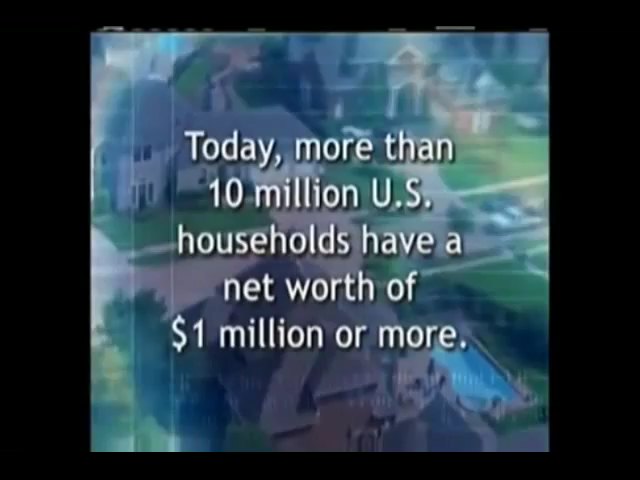 Today, more than
10 million U.S.
households have a
net worth of
$1 million or more.